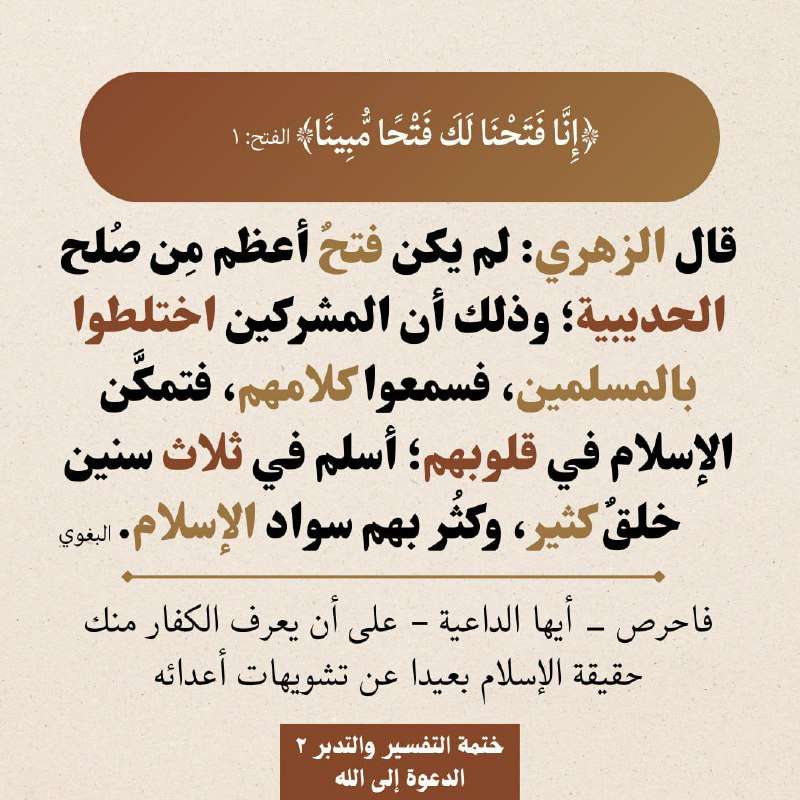 ﴿إِنَّا فَتَحْنَا لَكَ فَتْحًا مُّبِينًا﴾ الفتح: ١
قال الزهري: لم يكن فتحٌ أعظم مِن صُلح
الحديبية؛ وذلك أن المشركين اختلطوا
بالمسلمين، فسمعوا كلامهم، فتمكَّن
الإسلام في قلوبهم؛ أسلم في ثلاث سنين
خلقٌ كثير، وكثُر بهم سواد الإسلام. البغوي
فاحرص – أيها الداعية – على أن يعرف الكفار منك
حقيقة الإسلام بعيدا عن تشويهات أعدائه
ختمة التفسير والتدبر ٢
الدعوة إلى الله